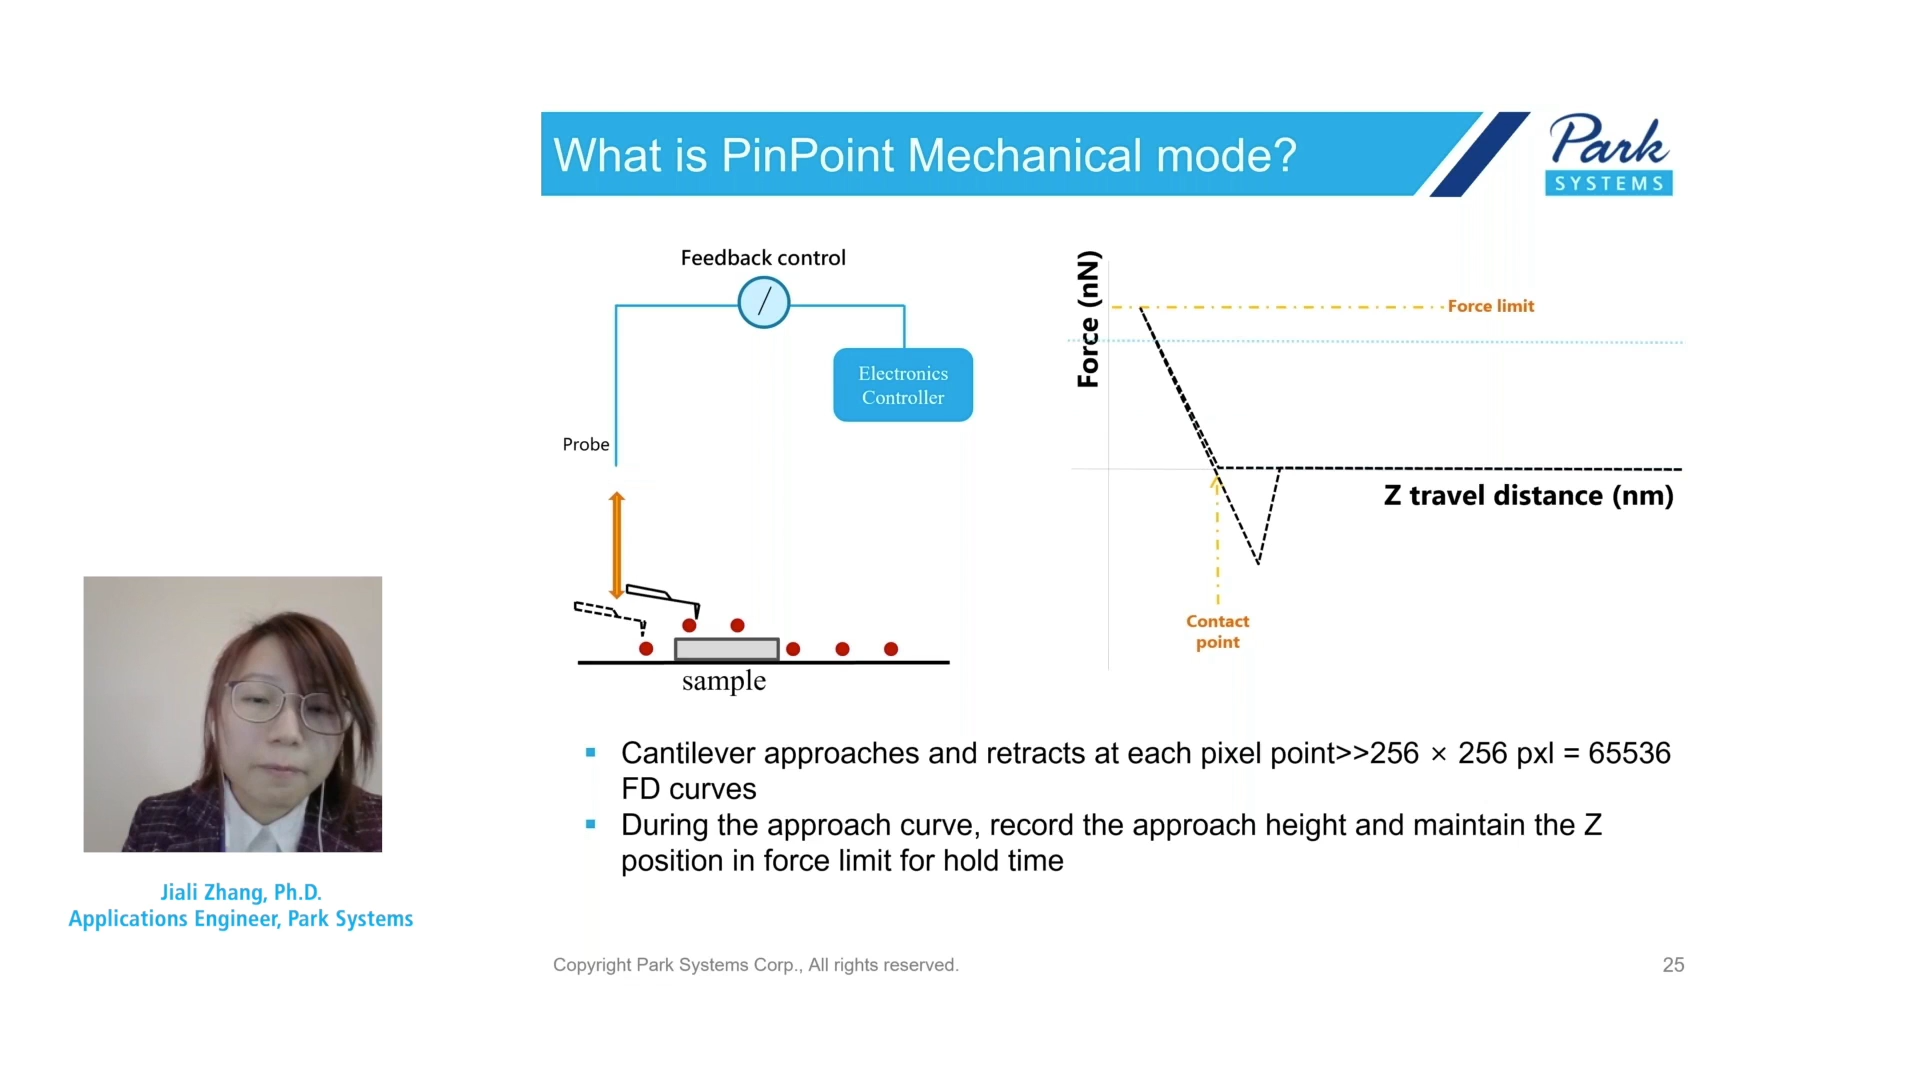 What is PinPoint Mechanical mode?
Park
SYSTEMS
Feedback control
Electronics
Controller
Probe
sample
Force (nN)
Force limit
Z travel distance (nm)
Contact
point
Cantilever approaches and retracts at each pixel point>>256 × 256 pxl = 65536
FD curves
During the approach curve, record the approach height and maintain the Z
position in force limit for hold time
Jiali Zhang, Ph.D.
Applications Engineer, Park Systems
Copyright Park Systems Corp., All rights reserved.
25